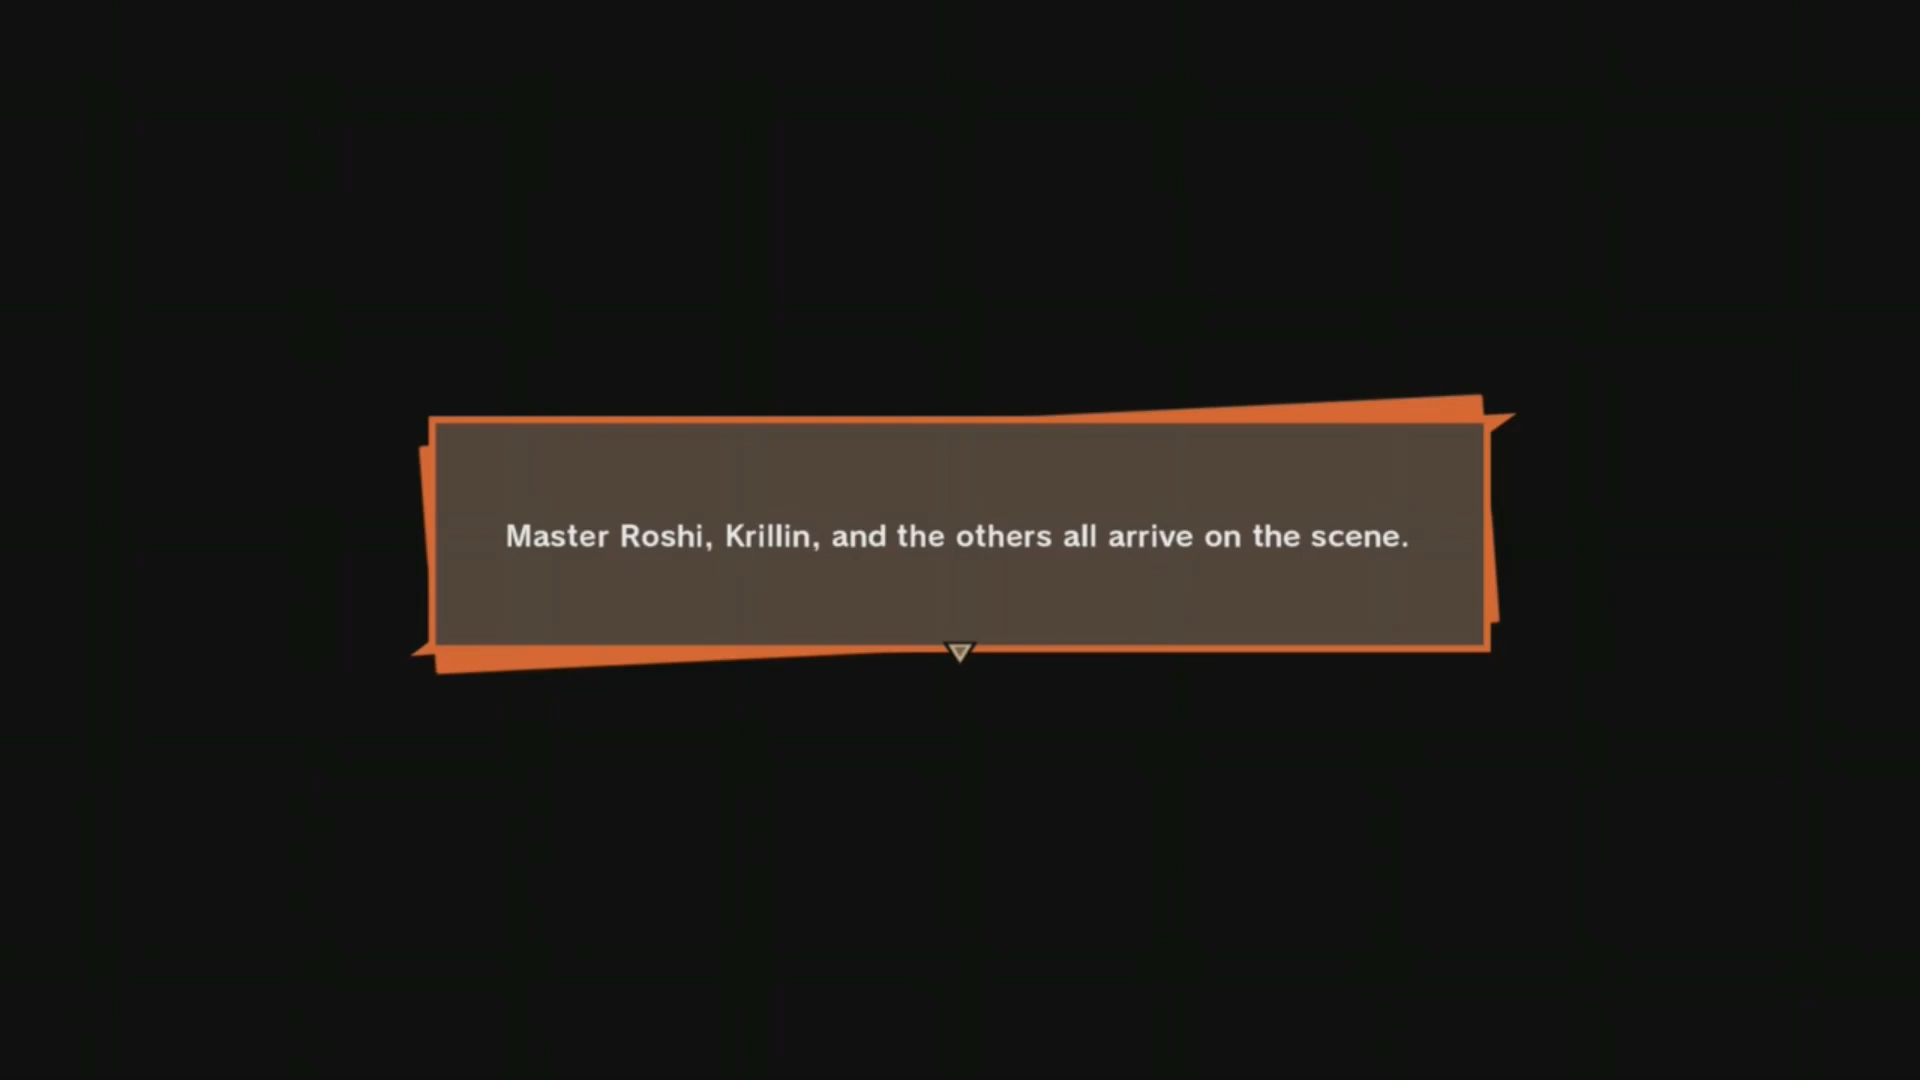 Master Roshi, Krillin, and the others all arrive on the scene.